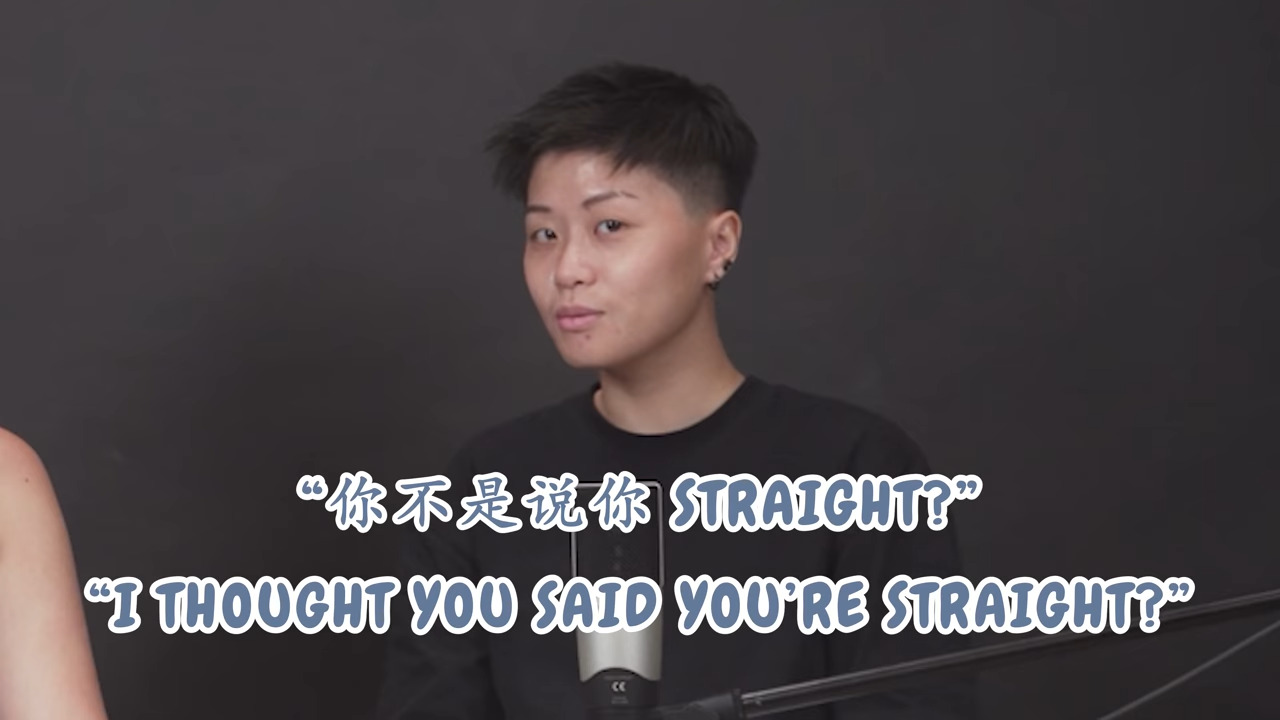 “你不是说你 STRAIGHT?”
“I THOUGHT YOU SAID YOU’RE STRAIGHT?”